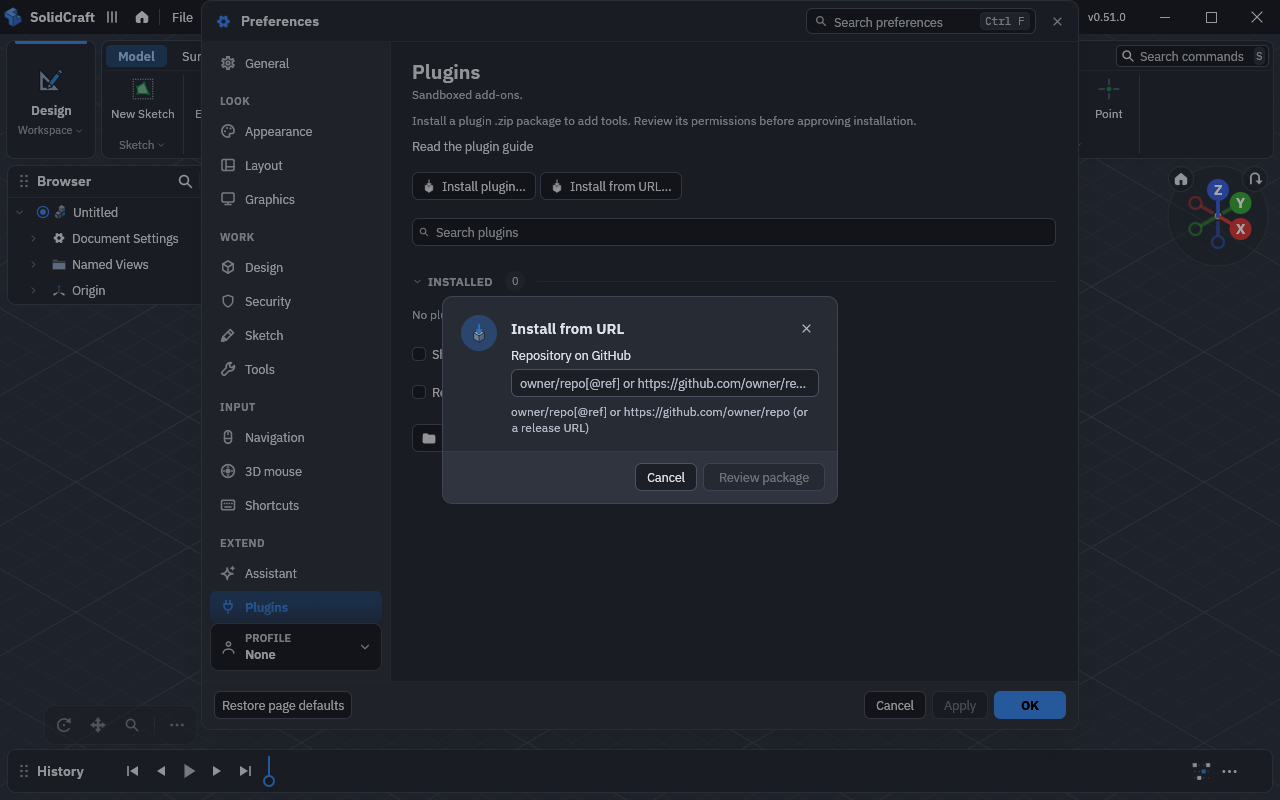 SolidCraft
File
Preferences
Search preferences
Ctrl F
v0.51.0
Model
Search commands
S
Design
Workspace
New Sketch
Sketch
Point
Browser
Untitled
Document Settings
Named Views
Origin
General
LOOK
Appearance
Layout
Graphics
WORK
Design
Security
Sketch
Tools
INPUT
Navigation
3D mouse
Shortcuts
EXTEND
Assistant
Plugins
PROFILE
None
Plugins
Sandboxed add-ons.
Install a plugin .zip package to add tools. Review its permissions before approving installation.
Read the plugin guide
Install plugin...
Install from URL...
Search plugins
INSTALLED 0
No
Install from URL
Repository on GitHub
owner/repo[@ref] or https://github.com/owner/re...
owner/repo[@ref] or https://github.com/owner/repo (or
a release URL)
Cancel
Review package
Z
Y
X
Restore page defaults
Cancel
Apply
OK
History